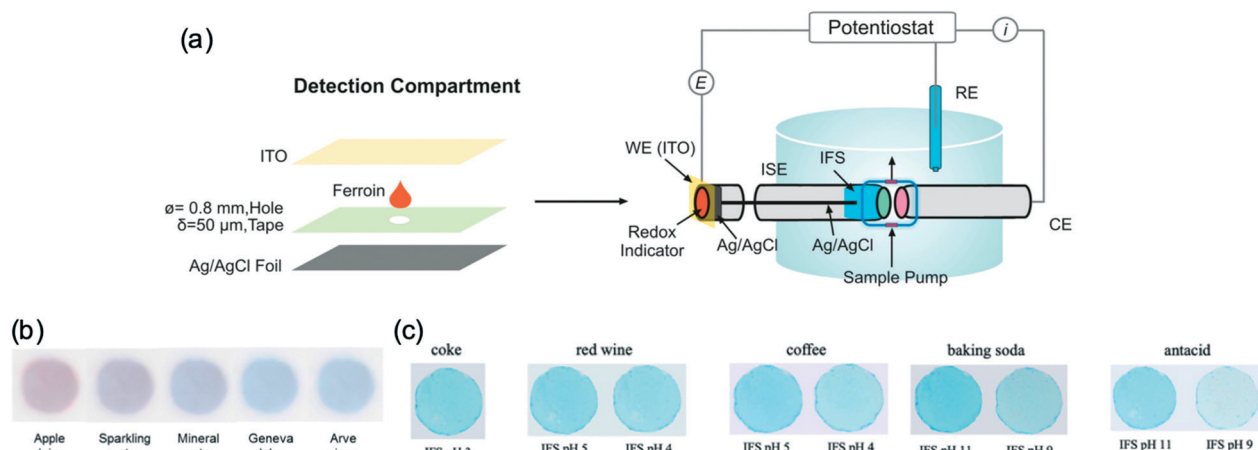 (a)
Detection Compartment
ITO
Ferroin
ø= 0.8 mm,Hole
δ=50 µm,Tape
Ag/AgCl Foil
Potentiostat
i
E
RE
WE (ITO)
ISE
IFS
Redox
Indicator
Ag/AgCl
Ag/AgCl
CE
Sample Pump
(b)
Apple
Sparkling
Mineral
Geneva
Arve
(c)
coke
red wine
coffee
baking soda
antacid
IFS pH
IFS pH 5
IFS pH 4
IFS pH 5
IFS pH 4
IFS pH 11
IFS pH 9
IFS pH 11
IFS pH 9